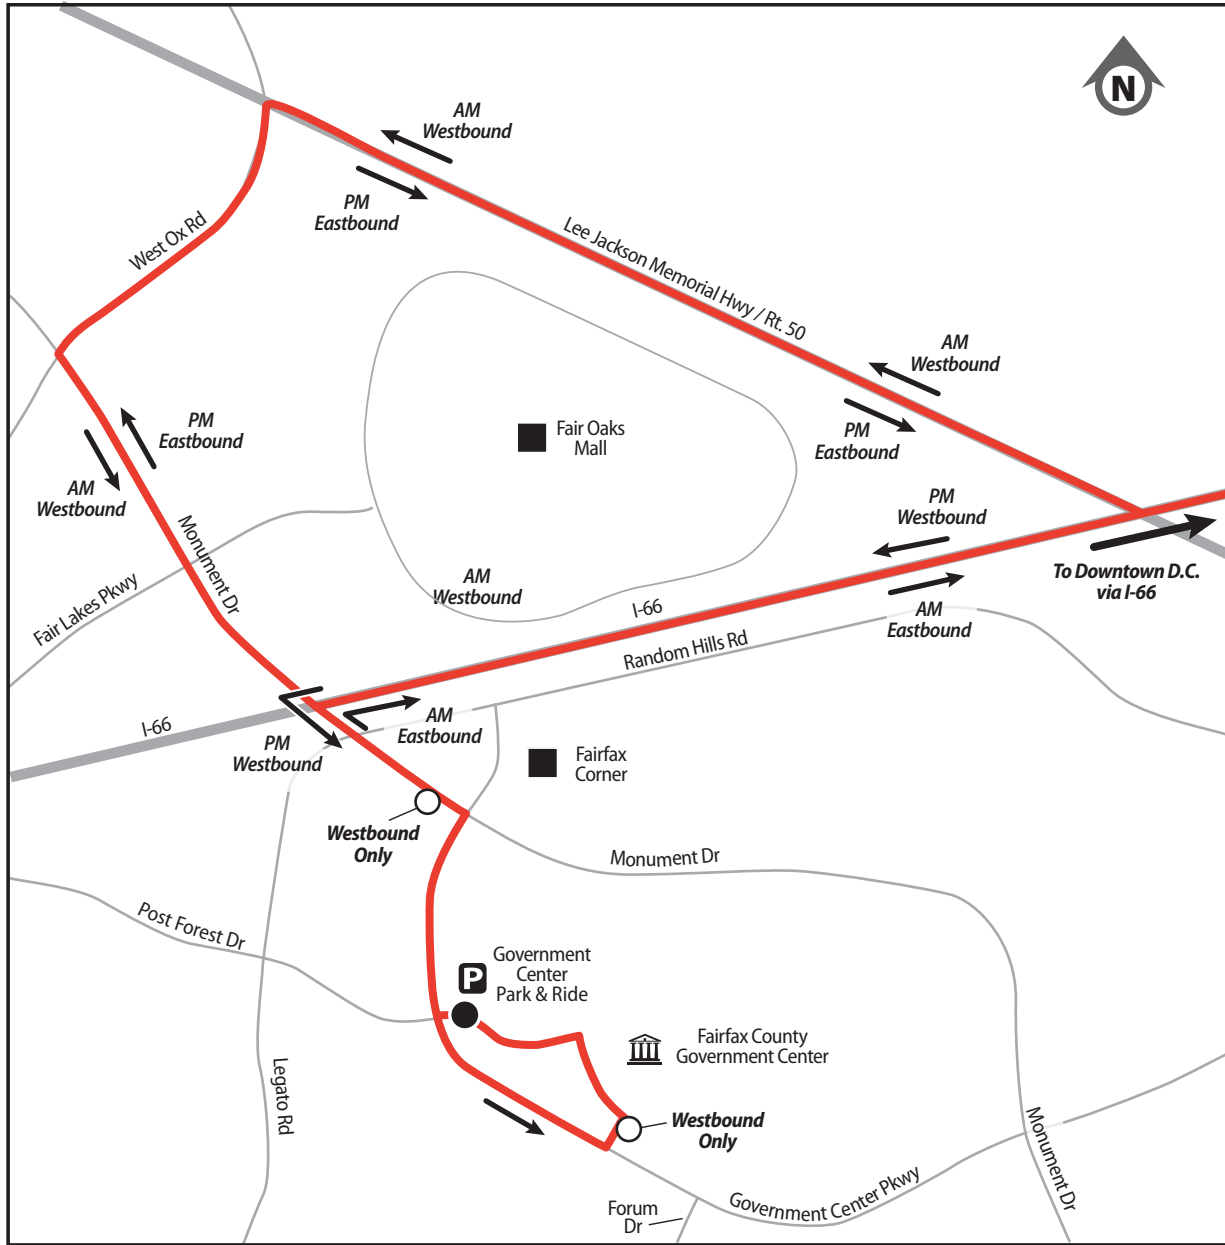 N
AM
Westbound
PM
Eastbound
West Ox Rd
Lee Jackson Memorial Hwy / Rt. 50
AM
Westbound
PM
Eastbound
Fair Oaks
Mall
PM
Eastbound
AM
Westbound
PM
Westbound
Monument Dr
To Downtown D.C.
via I-66
AM
Westbound
Fair Lakes Pkwy
I-66
AM
Eastbound
Random Hills Rd
I-66
AM
Eastbound
PM
Westbound
Fairfax
Corner
Westbound
Only
Monument Dr
Post Forest Dr
P
Government
Center
Park & Ride
Fairfax County
Government Center
Legato Rd
Westbound
Only
Monument Dr
Government Center Pkwy
Forum
Dr